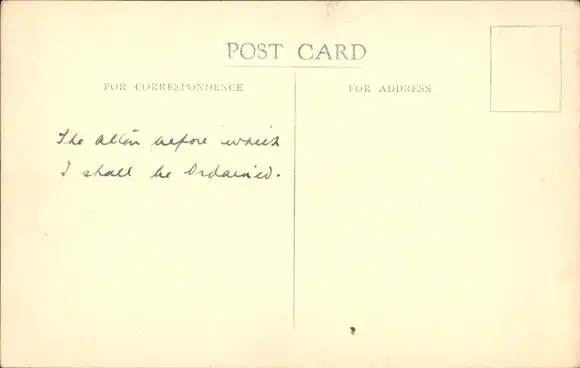 POST CARD
FOR CORRESPONDENCE
FOR ADDRESS
The Altar before which
I shall be Ordained.